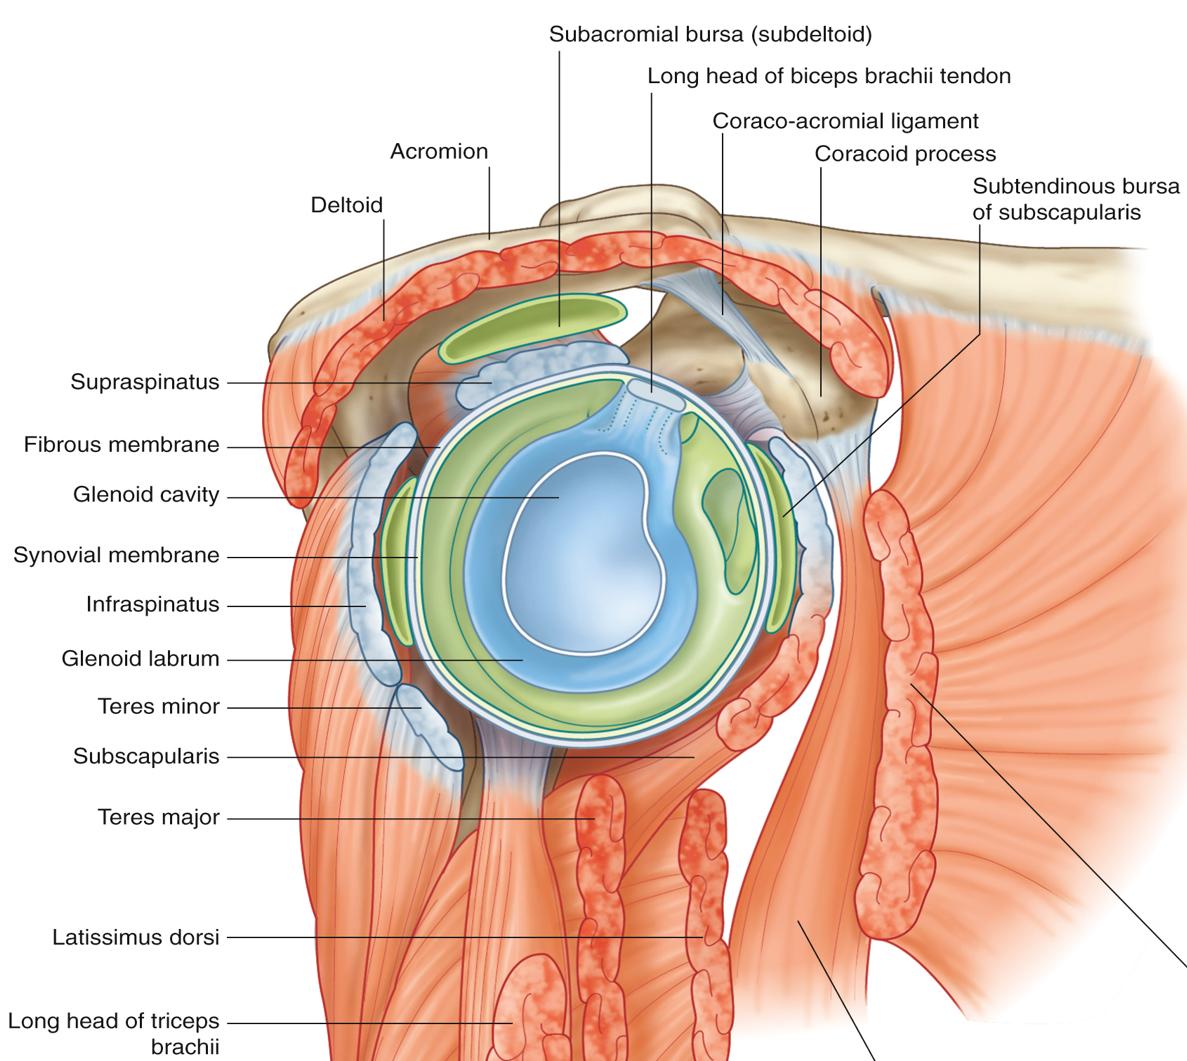 Subacromial bursa (subdeltoid)
Long head of biceps brachii tendon
Coraco-acromial ligament
Acromion
Coracoid process
Subtendinous bursa
of subscapularis
Deltoid
Supraspinatus
Fibrous membrane
Glenoid cavity
Synovial membrane
Infraspinatus
Glenoid labrum
Teres minor
Subscapularis
Teres major
Latissimus dorsi
Long head of triceps
brachii